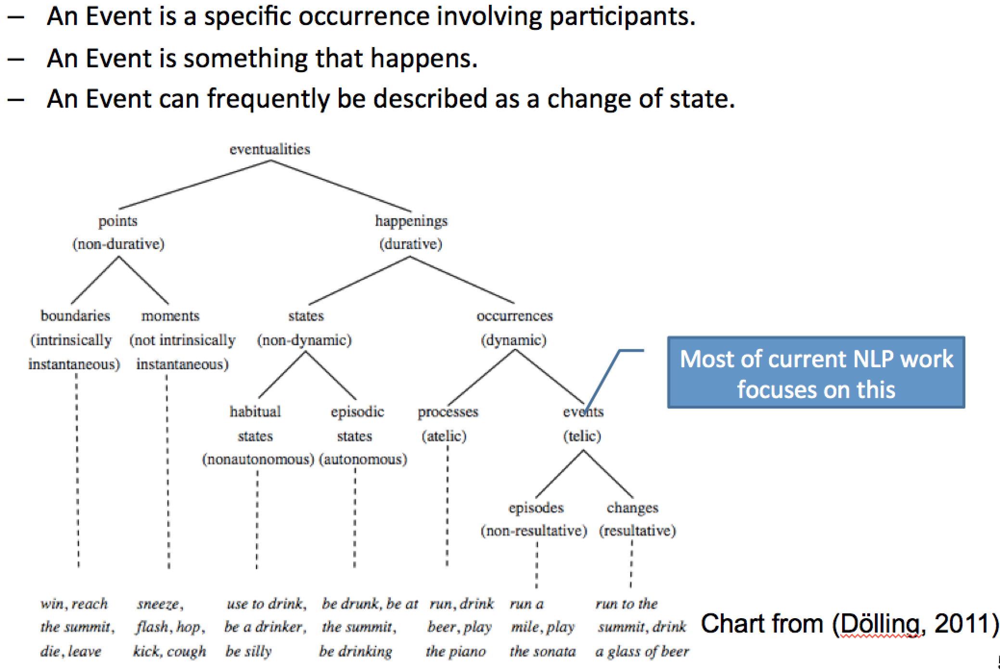 – An Event is a specific occurrence involving participants.
– An Event is something that happens.
– An Event can frequently be described as a change of state.
eventualities
points happenings
(non-durative) (durative)
boundaries moments states occurrences
(intrinsically (not intrinsically (non-dynamic) (dynamic)
instantaneous) instantaneous)
Most of current NLP work
focuses on this
habitual episodic processes events
states states (atelic) (telic)
(nonautonomous) (autonomous)
episodes changes
(non-resultative) (resultative)
win, reach sneeze, use to drink, be drunk, be at run, drink run a run to the
the summit, flash, hop, be a drinker, the summit, beer, play mile, play summit, drink
die, leave kick, cough be silly be drinking the piano the sonata a glass of beer
Chart from (Dölling, 2011)